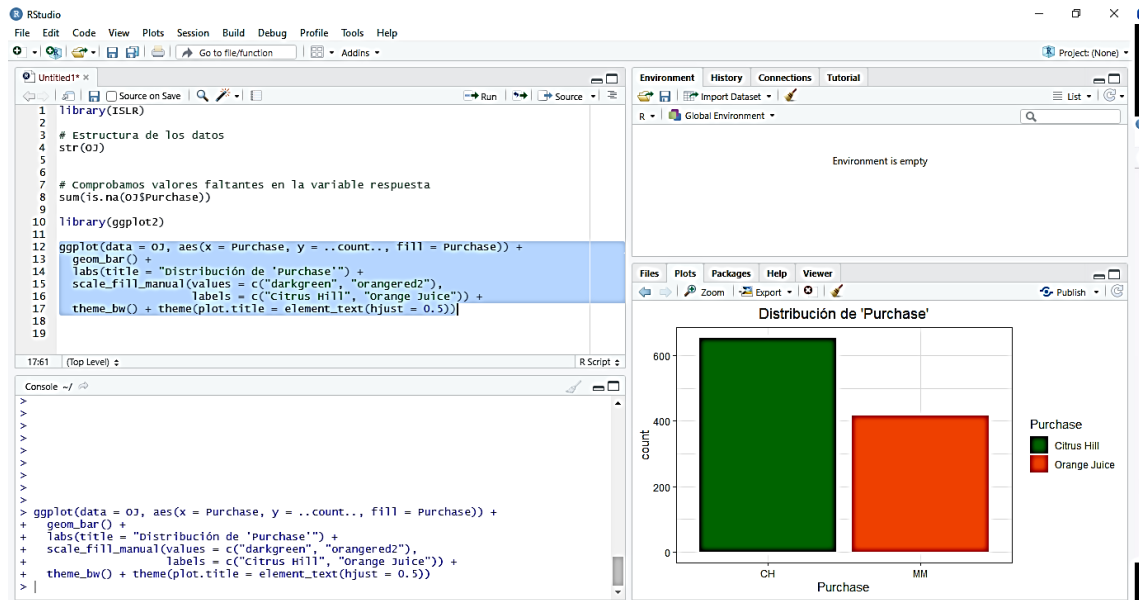 RStudio
File Edit Code View Plots Session Build Debug Profile Tools Help
Go to file/function Addins Project: (None)
Untitled1*
Source on Save Run Source
1 library(ISLR)
2
3 # Estructura de los datos
4 str(OJ)
5
6
7 # Comprobamos valores faltantes en la variable respuesta
8 sum(is.na(OJ$Purchase))
9
10 library(ggplot2)
11
12 ggplot(data = OJ, aes(x = Purchase, y = ..count.., fill = Purchase)) +
13 geom_bar() +
14 labs(title = "Distribución de 'Purchase'") +
15 scale_fill_manual(values = c("darkgreen", "orangered2"),
16 labels = c("Citrus Hill", "Orange Juice")) +
17 theme_bw() + theme(plot.title = element_text(hjust = 0.5))
18
19
17:61 (Top Level) R Script
Console ~/
>
>
>
>
>
>
>
>
>
> ggplot(data = OJ, aes(x = Purchase, y = ..count.., fill = Purchase)) +
+ geom_bar() +
+ labs(title = "Distribución de 'Purchase'") +
+ scale_fill_manual(values = c("darkgreen", "orangered2"),
+ labels = c("Citrus Hill", "Orange Juice")) +
+ theme_bw() + theme(plot.title = element_text(hjust = 0.5))
>
Environment History Connections Tutorial
Import Dataset List
R Global Environment
Environment is empty
Files Plots Packages Help Viewer
Zoom Export Publish
Distribución de 'Purchase'
600
400
200
0
count
CH MM
Purchase
Purchase
Citrus Hill
Orange Juice